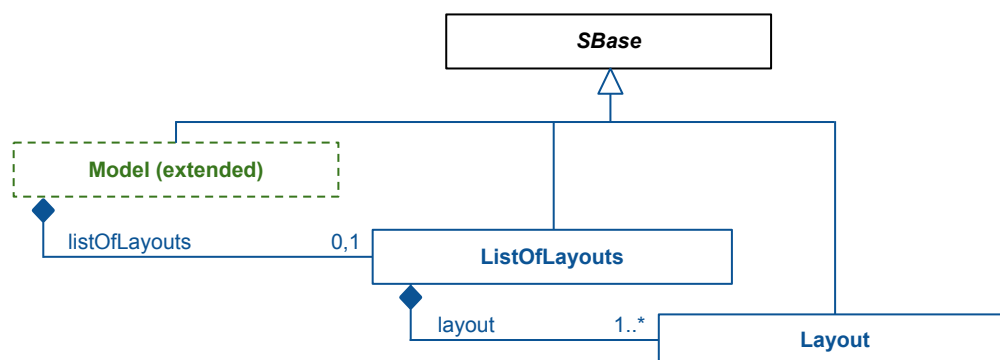 SBase
Model (extended)
listOfLayouts 0,1
ListOfLayouts
layout 1..*
Layout